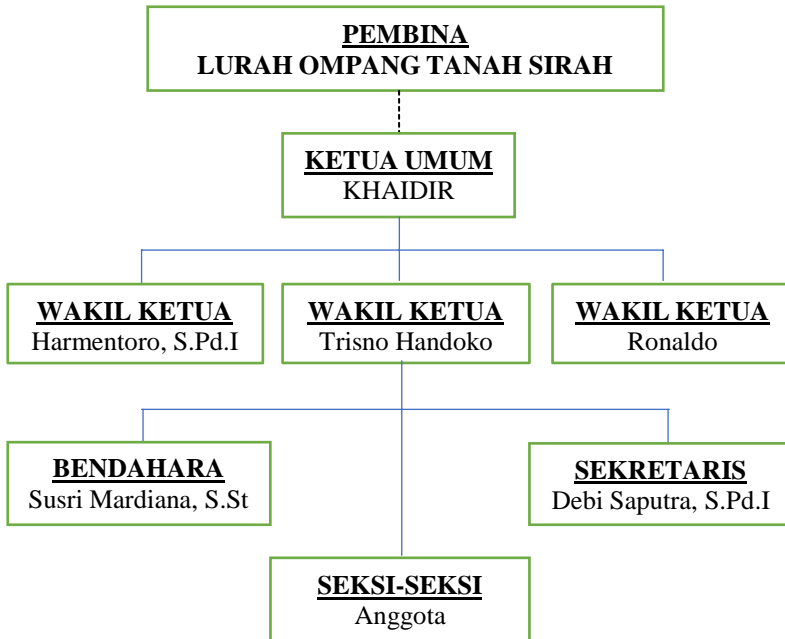 PEMBINA
LURAH OMPANG TANAH SIRAH
KETUA UMUM
KHAIDIR
WAKIL KETUA
Harmentoro, S.Pd.I
WAKIL KETUA
Trisno Handoko
WAKIL KETUA
Ronaldo
BENDAHARA
Susri Mardiana, S.St
SEKRETARIS
Debi Saputra, S.Pd.I
SEKSI-SEKSI
Anggota